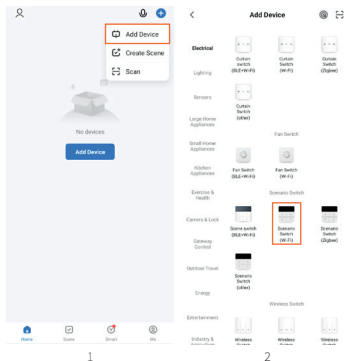 Add Device
Create Scene
Scan
No devices
Add Device
Home
Scene
Smart
Me
1
Add Device
Electrical
Lighting
Sensors
Large Home
Appliances
Small Home
Appliances
Kitchen
Appliances
Exercise &
Health
Camera & Lock
Gateway
Control
Outdoor Travel
Energy
Entertainment
Industry &
Curtain
Switch
(BLE+Wi-Fi)
Curtain
Switch
(Wi-Fi)
Curtain
Switch
(Zigbee)
Curtain
Switch
(other)
Fan Switch
Fan Switch
(BLE+Wi-Fi)
Fan Switch
(Wi-Fi)
Scenario Switch
Scene switch
(BLE+Wi-Fi)
Scenario
Switch
(Wi-Fi)
Scenario
Switch
(Zigbee)
Scenario
Switch
(other)
Wireless Switch
Wireless
Wireless
Wireless
2